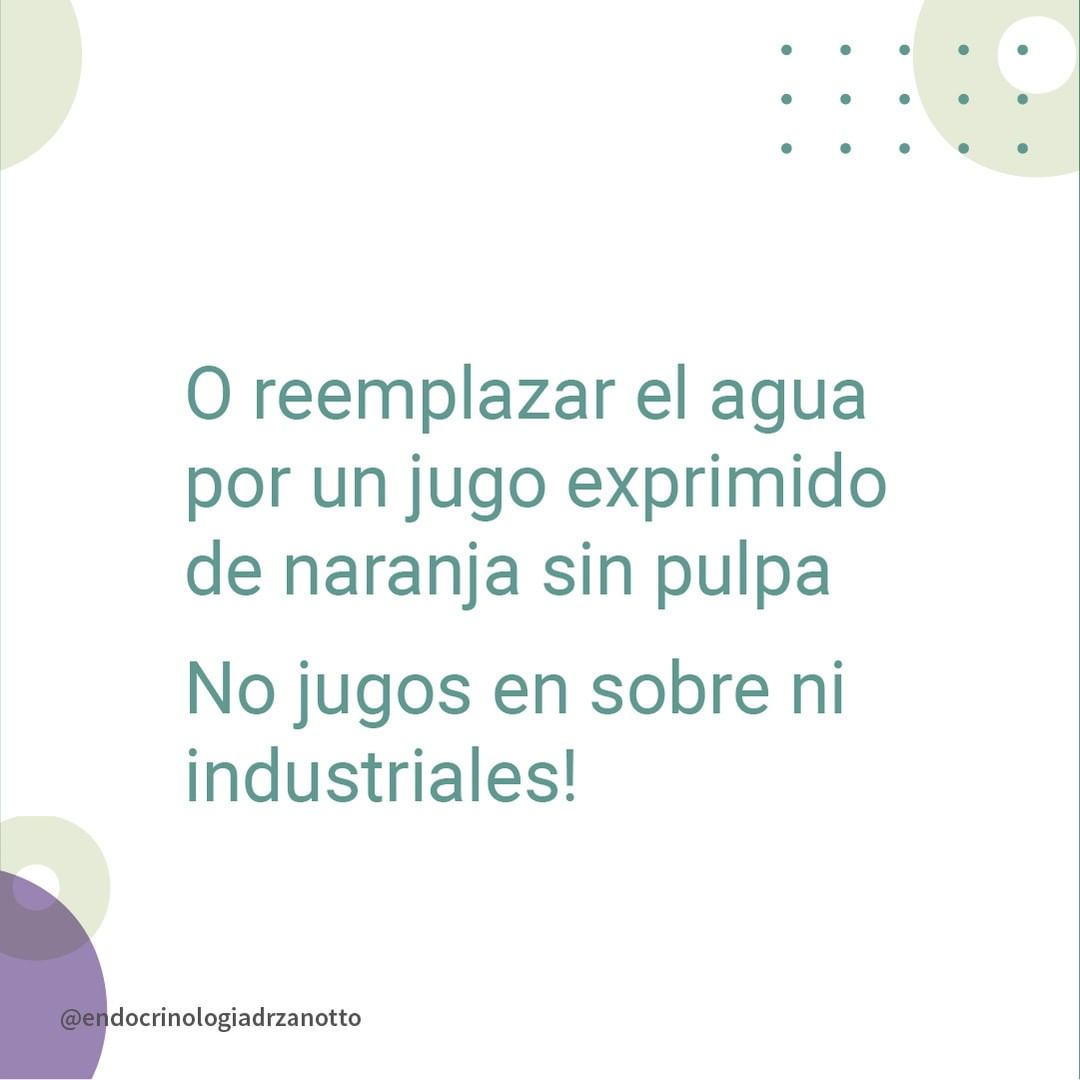 O reemplazar el agua
por un jugo exprimido
de naranja sin pulpa
No jugos en sobre ni
industriales!
@endocrinologiadrzanotto